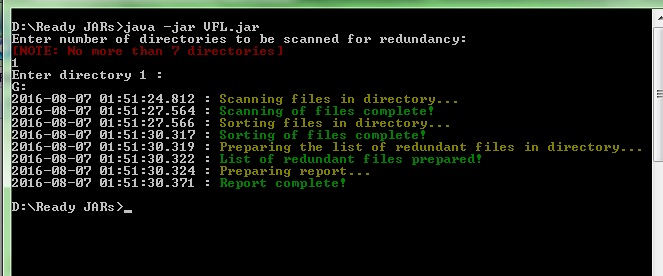 D:\Ready JARs>java -jar VFL.jar
Enter number of directories to be scanned for redundancy:
[NOTE: No more than 7 directories]
1
Enter directory 1 :
G:
2016-08-07 01:51:24.812 : Scanning files in directory...
2016-08-07 01:51:27.564 : Scanning of files complete!
2016-08-07 01:51:27.566 : Sorting files in directory...
2016-08-07 01:51:30.317 : Sorting of files complete!
2016-08-07 01:51:30.319 : Preparing the list of redundant files in directory...
2016-08-07 01:51:30.322 : List of redundant files prepared!
2016-08-07 01:51:30.324 : Preparing report...
2016-08-07 01:51:30.371 : Report complete!
D:\Ready JARs>_